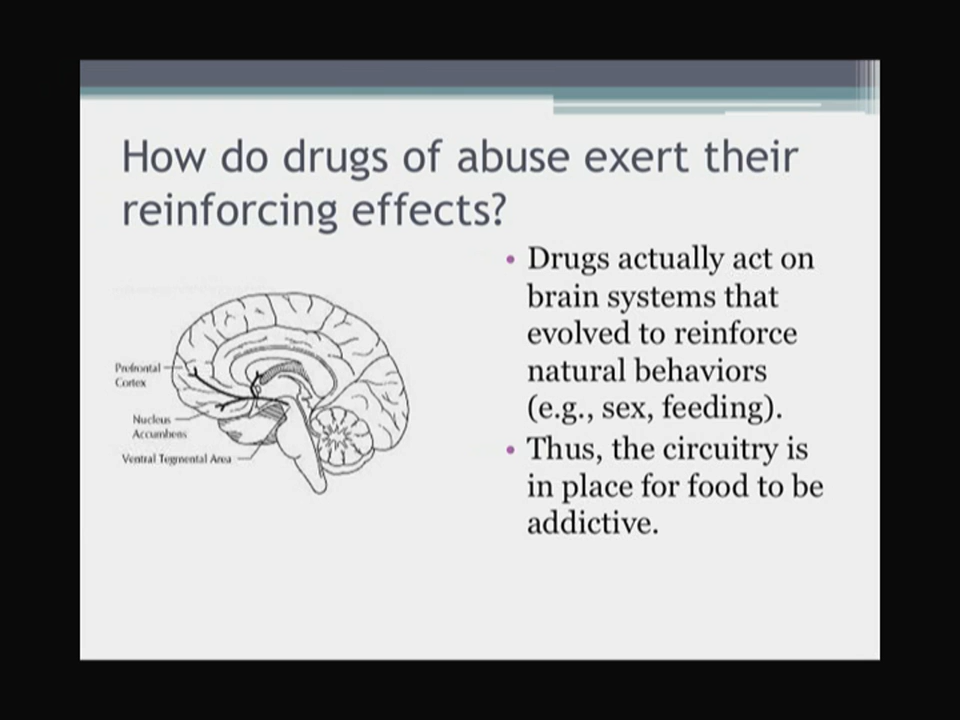 How do drugs of abuse exert their
reinforcing effects?
• Drugs actually act on
brain systems that
evolved to reinforce
natural behaviors
(e.g., sex, feeding).
• Thus, the circuitry is
in place for food to be
addictive.
Prefrontal
Cortex
Nucleus
Accumbens
Ventral Tegmental Area